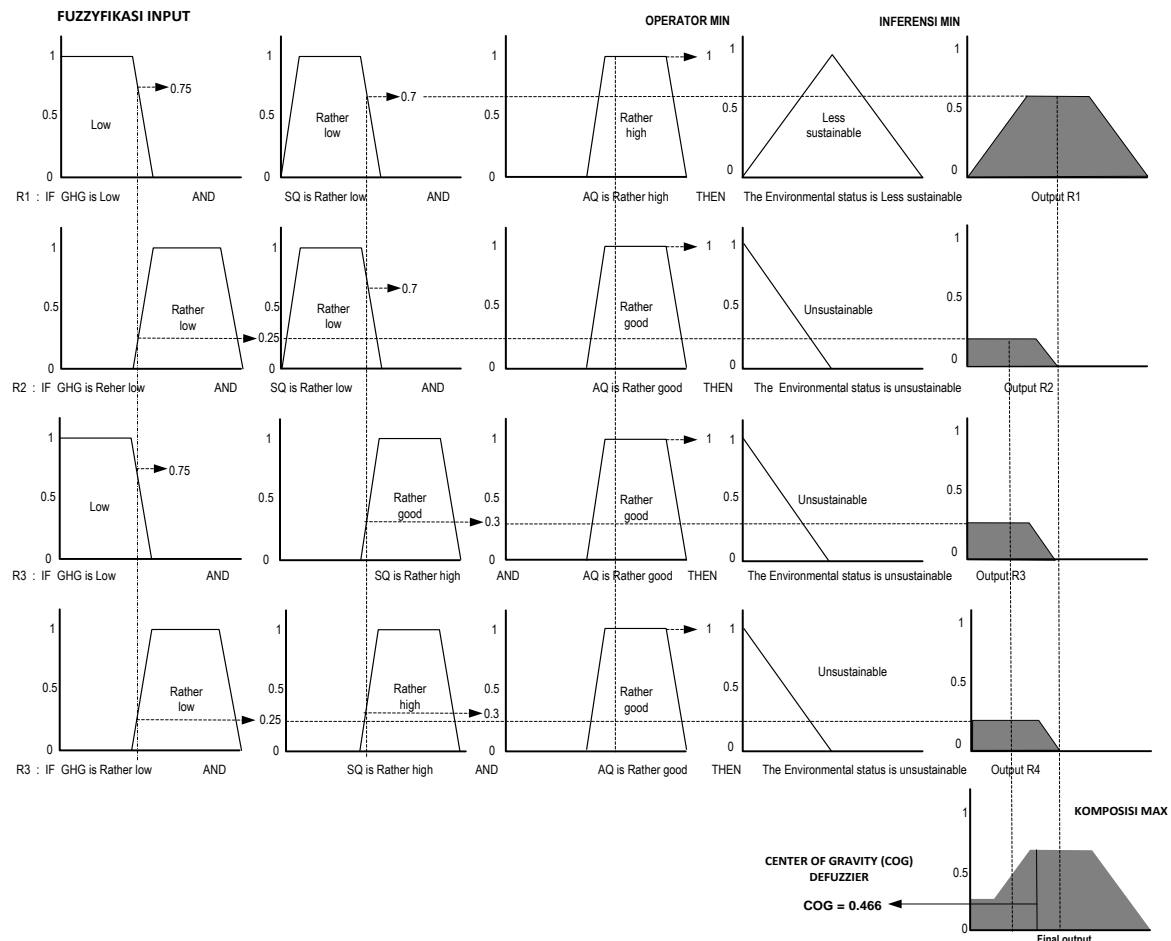 FUZZYFIKASI INPUT
OPERATOR MIN
INFERENSI MIN
1
0.75
0.5
Low
0
1
0.7
0.5
Rather
low
0
1
1
0.5
Rather
high
0
1
0.5
Less
sustainable
0
1
0.5
0
R1 : IF GHG is Low AND SQ is Rather low AND AQ is Rather high THEN The Environmental status is Less sustainable Output R1
1
0.5
Rather
low
0.25
0
1
0.7
0.5
Rather
low
0
1
1
0.5
Rather
good
0
1
0.5
Unsustainable
0
1
0.5
0
R2 : IF GHG is Reher low AND SQ is Rather low AND AQ is Rather good THEN The Environmental status is unsustainable Output R2
1
0.75
0.5
Low
0
1
0.5
Rather
good
0.3
0
1
1
0.5
Rather
good
0
1
0.5
Unsustainable
0
1
0.5
0
R3 : IF GHG is Low AND SQ is Rather high AND AQ is Rather good THEN The Environmental status is unsustainable Output R3
1
0.5
Rather
low
0.25
0
1
0.5
Rather
high
0.3
0
1
1
0.5
Rather
good
0
1
0.5
Unsustainable
0
1
0.5
0
R3 : IF GHG is Rather low AND SQ is Rather high AND AQ is Rather good THEN The Environmental status is unsustainable Output R4
KOMPOSISI MAX
1
CENTER OF GRAVITY (COG)
DEFUZZIER
0.5
COG = 0.466
0
Final output